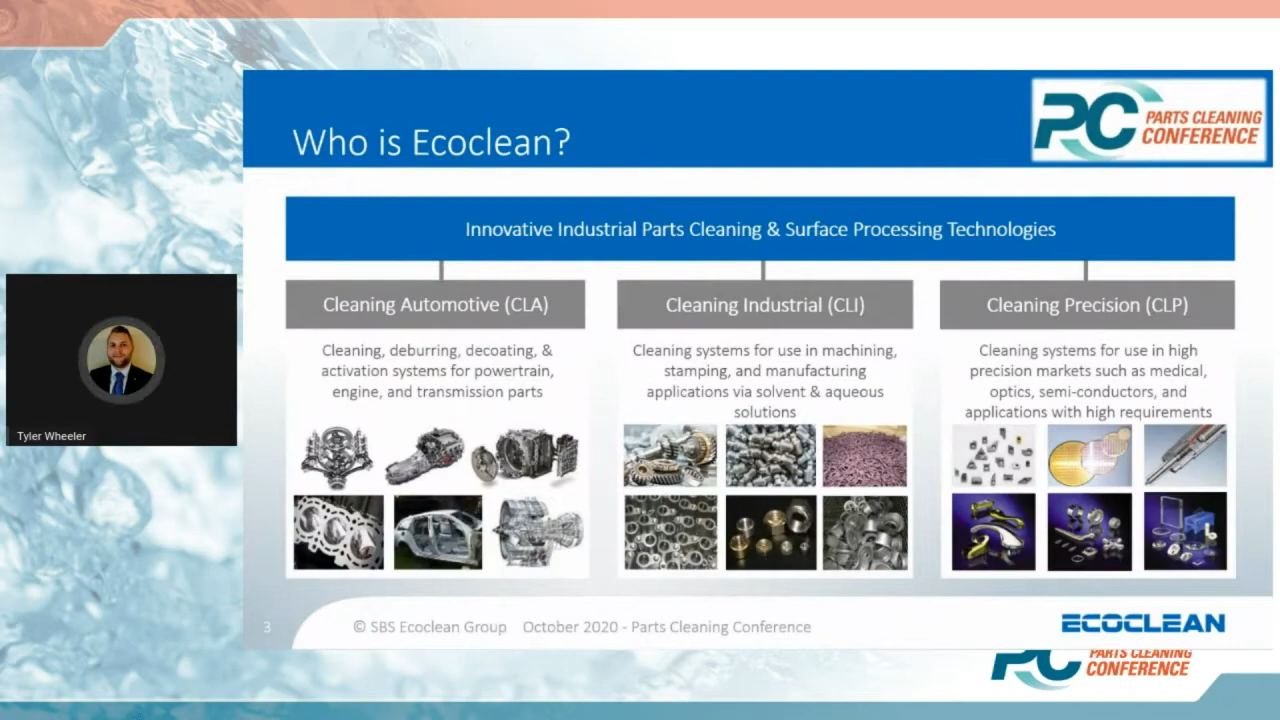 Who is Ecoclean?
PC PARTS CLEANING
CONFERENCE
Innovative Industrial Parts Cleaning & Surface Processing Technologies
Cleaning Automotive (CLA)
Cleaning, deburring, decoating, &
activation systems for powertrain,
engine, and transmission parts
Cleaning Industrial (CLI)
Cleaning systems for use in machining,
stamping, and manufacturing
applications via solvent & aqueous
solutions
Cleaning Precision (CLP)
Cleaning systems for use in high
precision markets such as medical,
optics, semi-conductors, and
applications with high requirements
Tyler Wheeler
3
© SBS Ecoclean Group October 2020 - Parts Cleaning Conference
ECOCLEAN
PC PARTS CLEANING
CONFERENCE